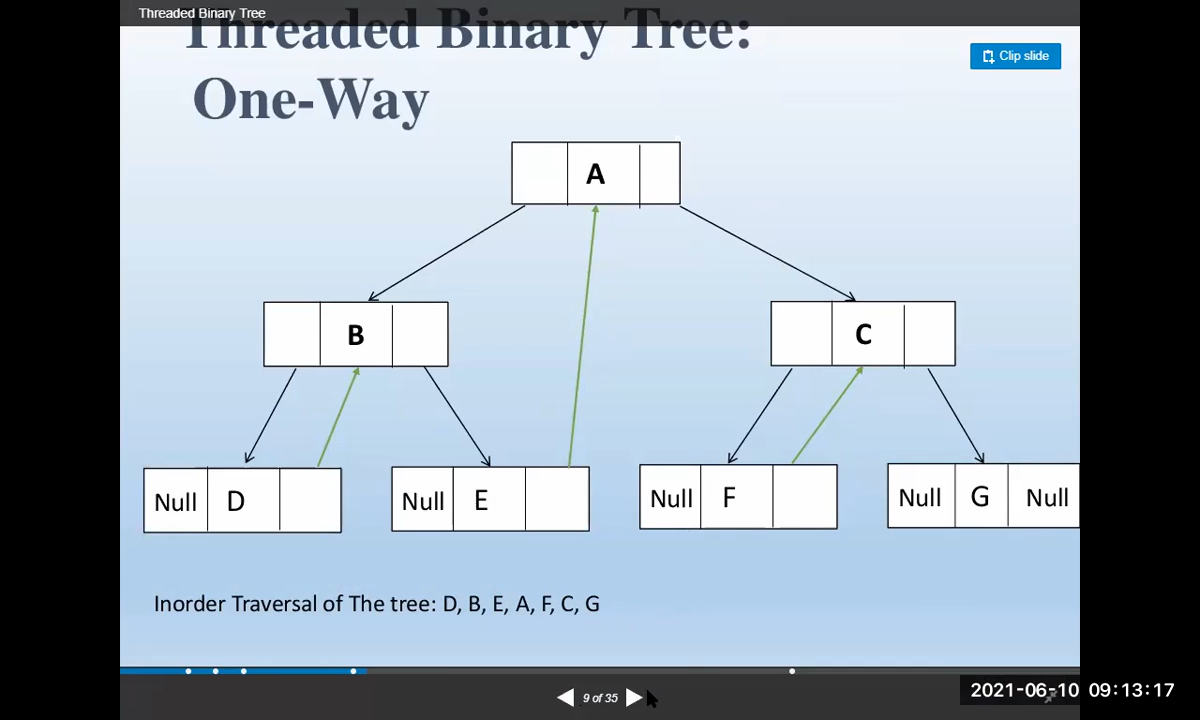 Threaded Binary Tree
Threaded Binary Tree:
One-Way
Clip slide
A
B
C
Null D
Null E
Null F
Null G Null
Inorder Traversal of The tree: D, B, E, A, F, C, G
9 of 35
2021-06-10 09:13:17